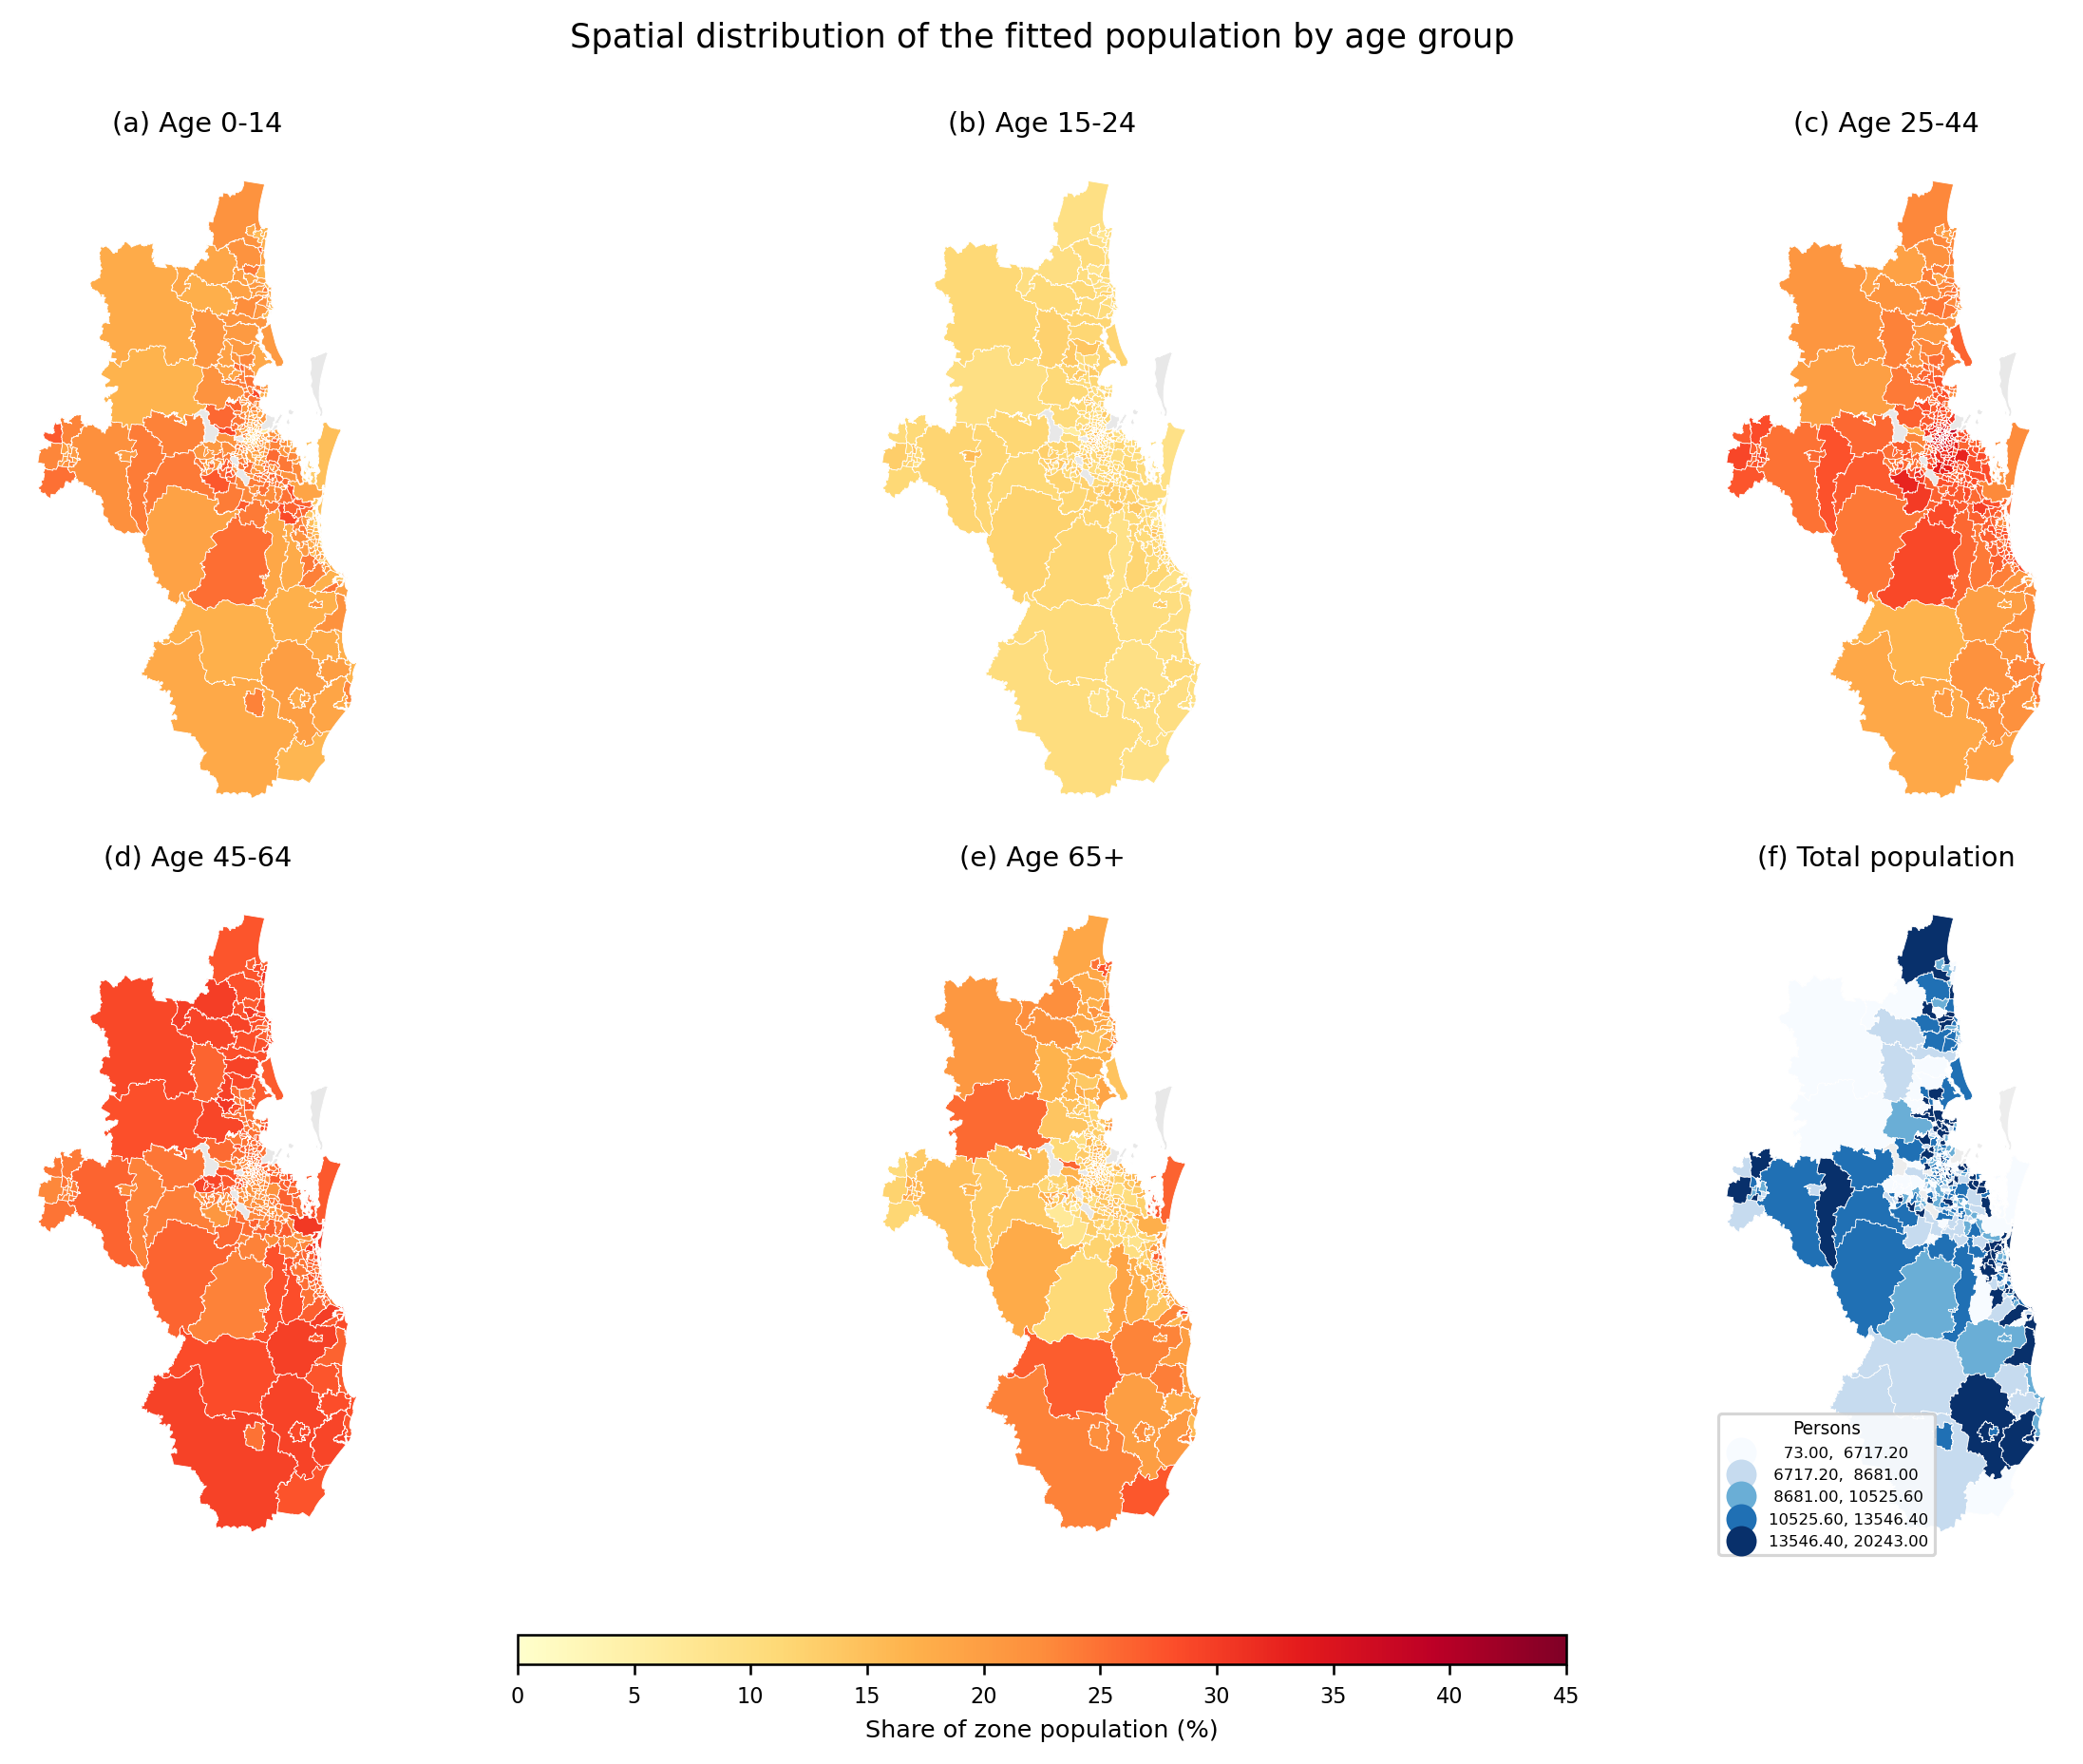 Spatial distribution of the fitted population by age group
(a) Age 0-14
(b) Age 15-24
(c) Age 25-44
(d) Age 45-64
(e) Age 65+
(f) Total population
Persons
73.00, 6717.20
6717.20, 8681.00
8681.00, 10525.60
10525.60, 13546.40
13546.40, 20243.00
0 5 10 15 20 25 30 35 40 45
Share of zone population (%)